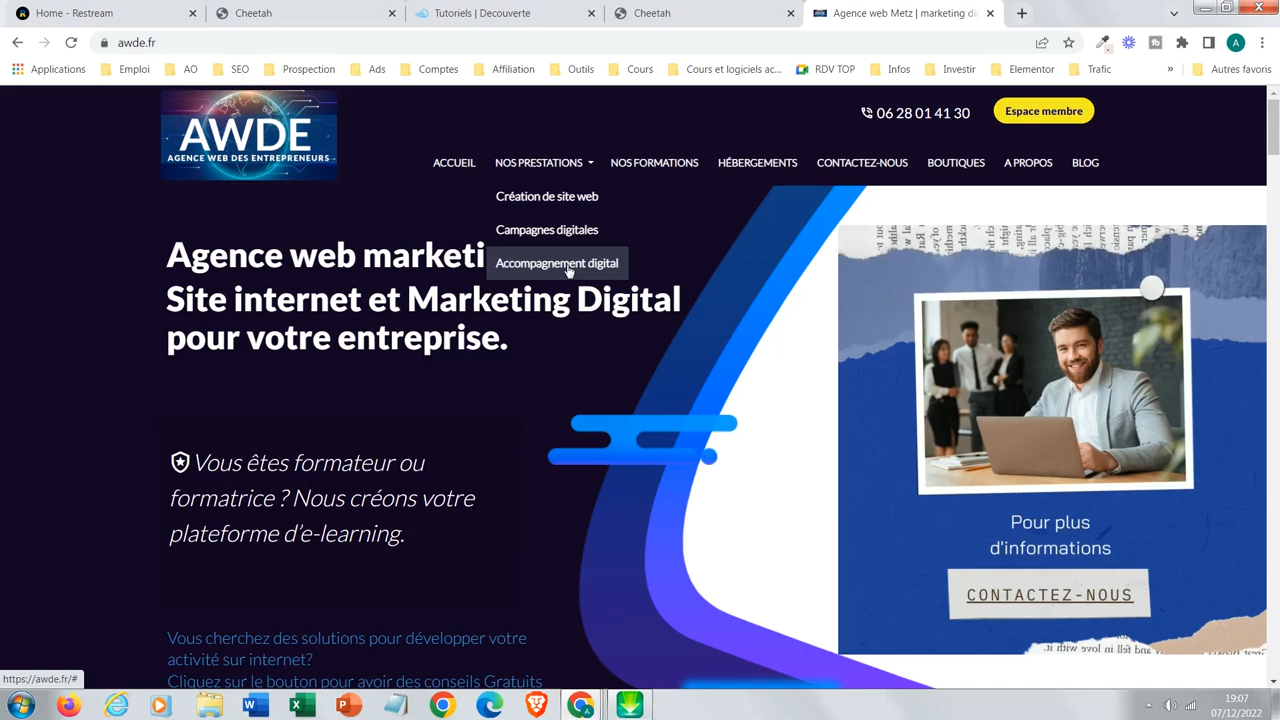 Home - Restream
Cheetah
Tutoriels | Decouverte
Cheetah
Agence web Metz | marketing di
awde.fr
A
Applications
Emploi
AO
SEO
Prospection
Ads
Comptes
Affiliation
Outils
Cours
Cours et logiciels ac...
RDV TOP
Infos
Investir
Elementor
Trafic
»
Autres favoris
AWDE
AGENCE WEB DES ENTREPRENEURS
06 28 01 41 30
Espace membre
ACCUEIL
NOS PRESTATIONS
NOS FORMATIONS
HÉBERGEMENTS
CONTACTEZ-NOUS
BOUTIQUES
A PROPOS
BLOG
Création de site web
Campagnes digitales
Accompagnement digital
Agence web marketi
Site internet et Marketing Digital
pour votre entreprise.
Vous êtes formateur ou
formatrice ? Nous créons votre
plateforme d'e-learning.
Vous cherchez des solutions pour développer votre
activité sur internet?
Cliquez sur le bouton pour avoir des conseils Gratuits
Pour plus
d'informations
CONTACTEZ-NOUS
https://awde.fr/#
19:07
07/12/2022